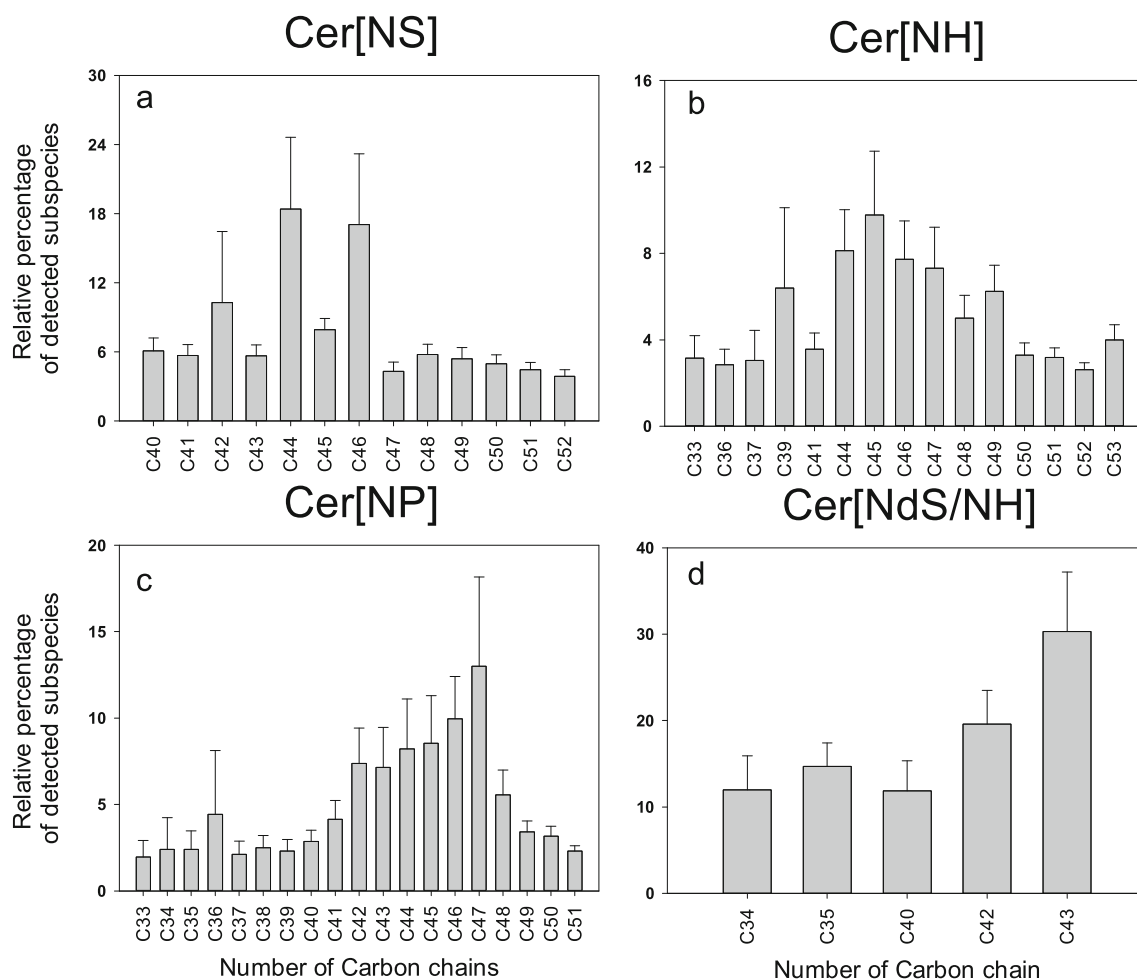 Cer[NS]
a
Relative percentage
of detected subspecies
30
24
18
12
6
0
C40 C41 C42 C43 C44 C45 C46 C47 C48 C49 C50 C51 C52
Cer[NH]
b
16
12
8
4
0
C33 C36 C37 C39 C41 C44 C45 C46 C47 C48 C49 C50 C51 C52 C53
Cer[NP]
c
Relative percentage
of detected subspecies
20
15
10
5
0
C33 C34 C35 C36 C37 C38 C39 C40 C41 C42 C43 C44 C45 C46 C47 C48 C49 C50 C51
Number of Carbon chains
Cer[NdS/NH]
d
40
30
20
10
0
C34 C35 C40 C42 C43
Number of Carbon chain